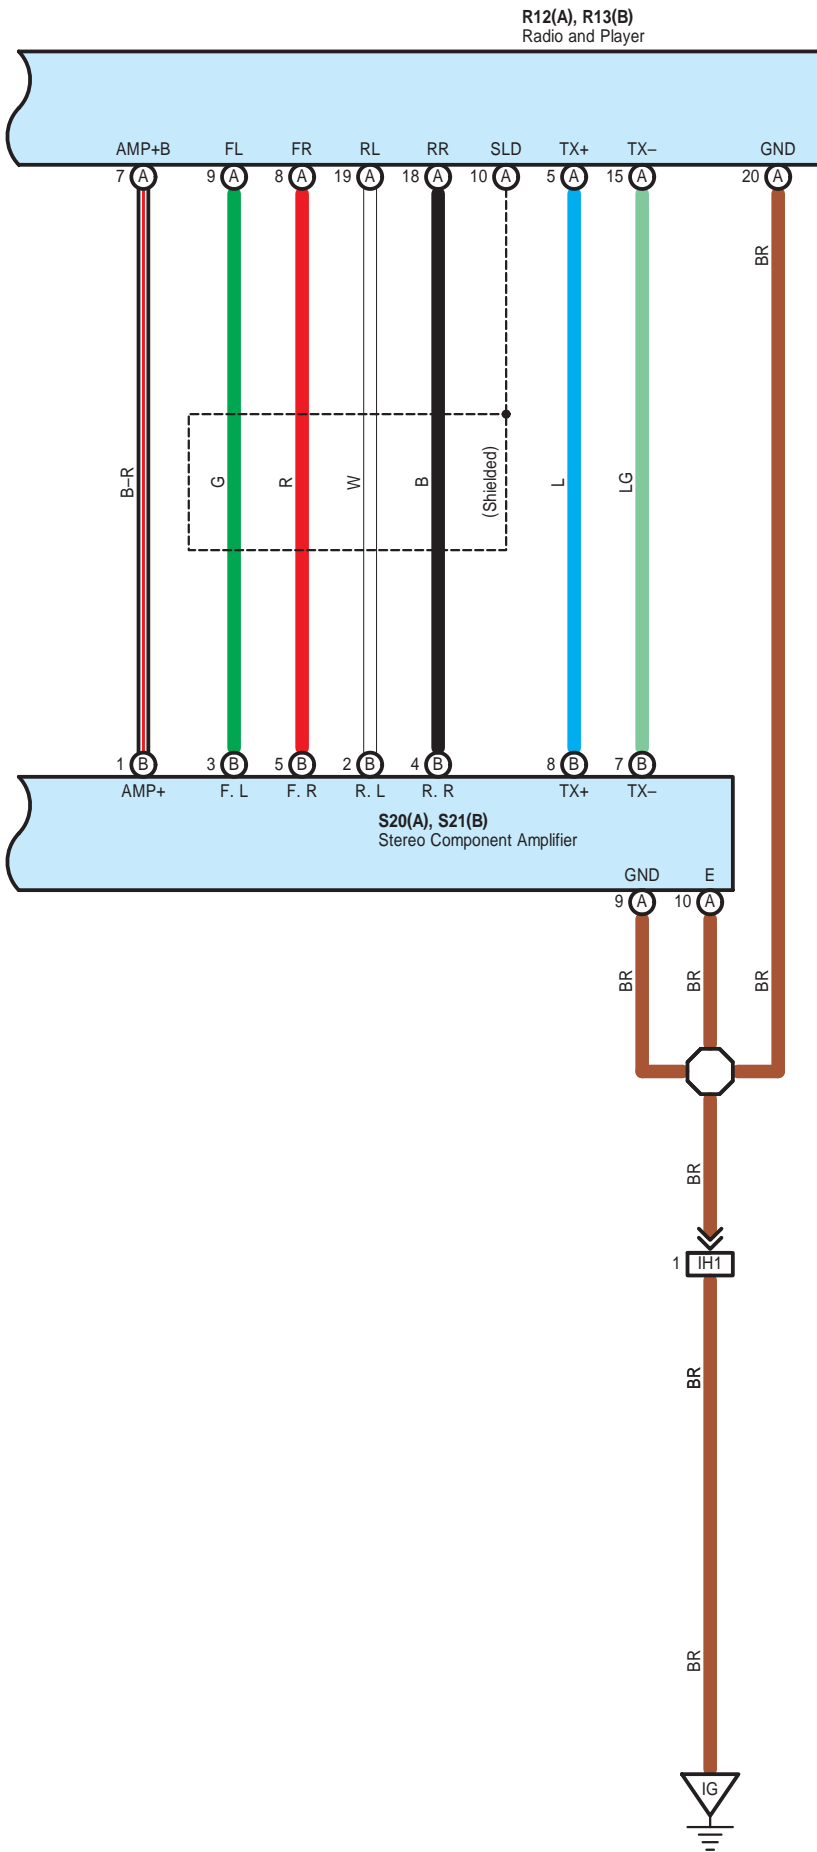 R12(A), R13(B)
Radio and Player
AMP+B FL FR RL RR SLD TX+ TX– GND
7 A 9 A 8 A 19 A 18 A 10 A 5 A 15 A 20 A
BR
B–R G R W B (Shielded) L LG
1 B 3 B 5 B 2 B 4 B 8 B 7 B
AMP+ F. L F. R R. L R. R TX+ TX–
S20(A), S21(B)
Stereo Component Amplifier
GND E
9 A 10 A
BR BR BR
BR
1 IH1
BR
BR
IG